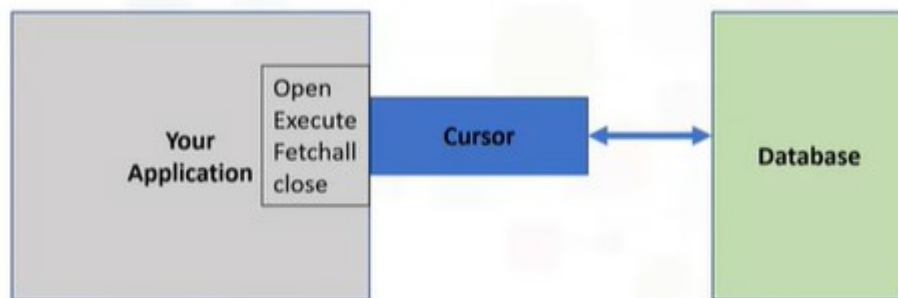 Your
Application
Open
Execute
Fetchall
close
Cursor
Database